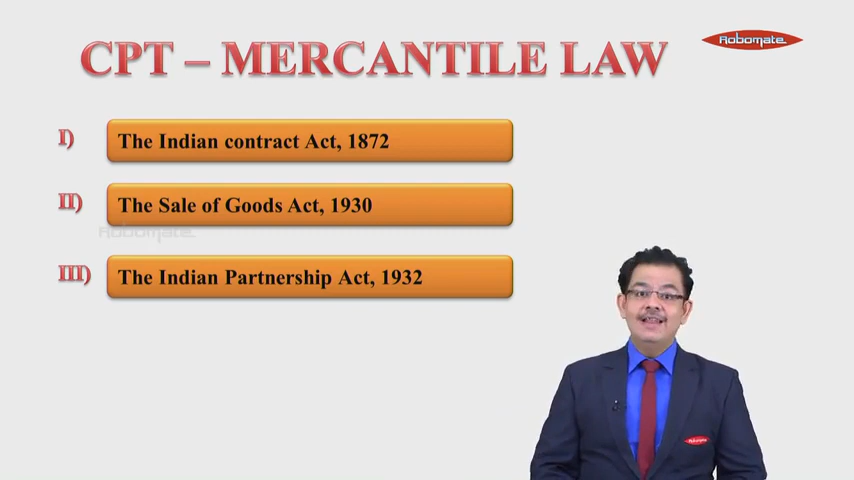 CPT – MERCANTILE LAW
Robomate
I) The Indian contract Act, 1872
II) The Sale of Goods Act, 1930
Robomate
III) The Indian Partnership Act, 1932
Robomate